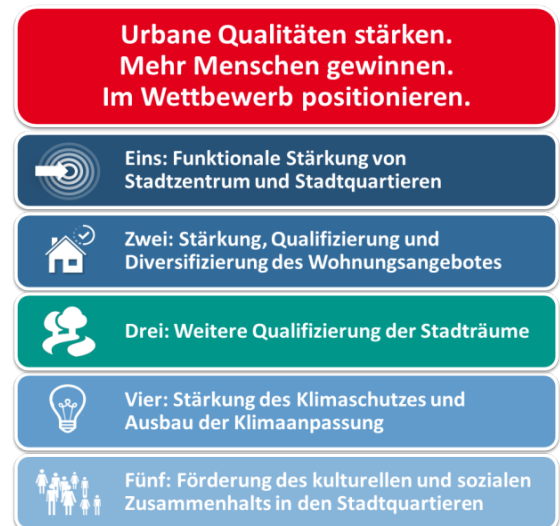 Urbane Qualitäten stärken.
Mehr Menschen gewinnen.
Im Wettbewerb positionieren.
Eins: Funktionale Stärkung von
Stadtzentrum und Stadtquartieren
Zwei: Stärkung, Qualifizierung und
Diversifizierung des Wohnungsangebotes
Drei: Weitere Qualifizierung der Stadträume
Vier: Stärkung des Klimaschutzes und
Ausbau der Klimaanpassung
Fünf: Förderung des kulturellen und sozialen
Zusammenhalts in den Stadtquartieren